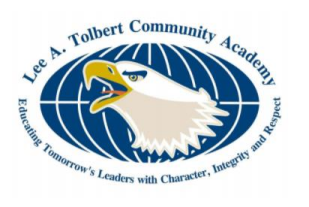 Lee A. Tolbert Community Academy
Educating Tomorrow's Leaders with Character, Integrity and Respect